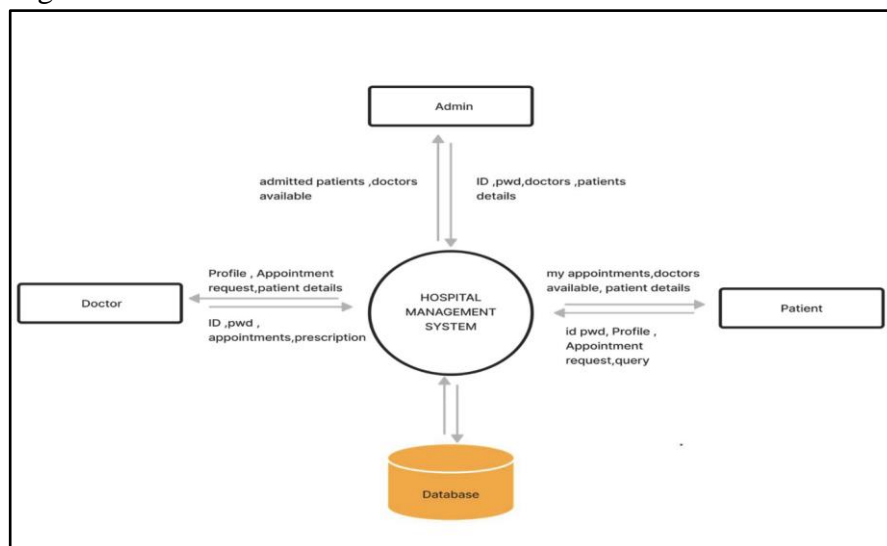 Admin
admitted patients ,doctors
available
ID ,pwd,doctors ,patients
details
Profile , Appointment
request,patient details
Doctor
ID ,pwd ,
appointments,prescription
HOSPITAL
MANAGEMENT
SYSTEM
my appointments,doctors
available, patient details
Patient
id pwd, Profile ,
Appointment
request,query
Database